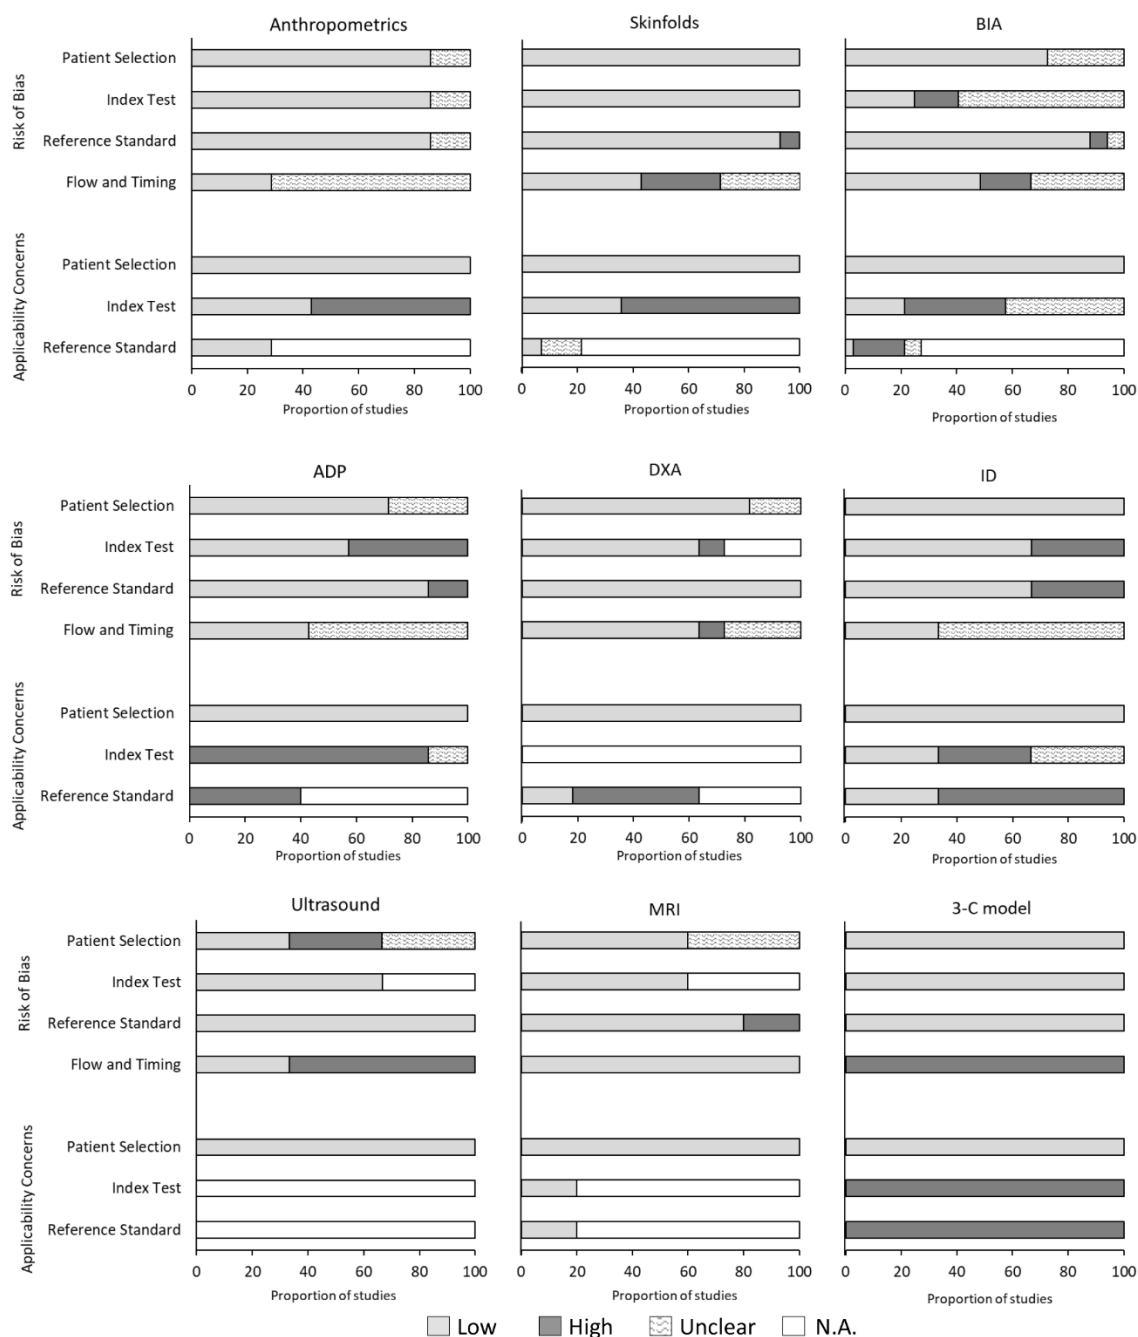 Anthropometrics
Skinfolds
BIA
Risk of Bias
Patient Selection
Index Test
Reference Standard
Flow and Timing
Applicability Concerns
Patient Selection
Index Test
Reference Standard
0 20 40 60 80 100
0 20 40 60 80 100
0 20 40 60 80 100
Proportion of studies
Proportion of studies
Proportion of studies
ADP
DXA
ID
Risk of Bias
Patient Selection
Index Test
Reference Standard
Flow and Timing
Applicability Concerns
Patient Selection
Index Test
Reference Standard
0 20 40 60 80 100
0 20 40 60 80 100
0 20 40 60 80 100
Proportion of studies
Proportion of studies
Proportion of studies
Ultrasound
MRI
3-C model
Risk of Bias
Patient Selection
Index Test
Reference Standard
Flow and Timing
Applicability Concerns
Patient Selection
Index Test
Reference Standard
0 20 40 60 80 100
0 20 40 60 80 100
0 20 40 60 80 100
Proportion of studies
Proportion of studies
Proportion of studies
Low High Unclear N.A.